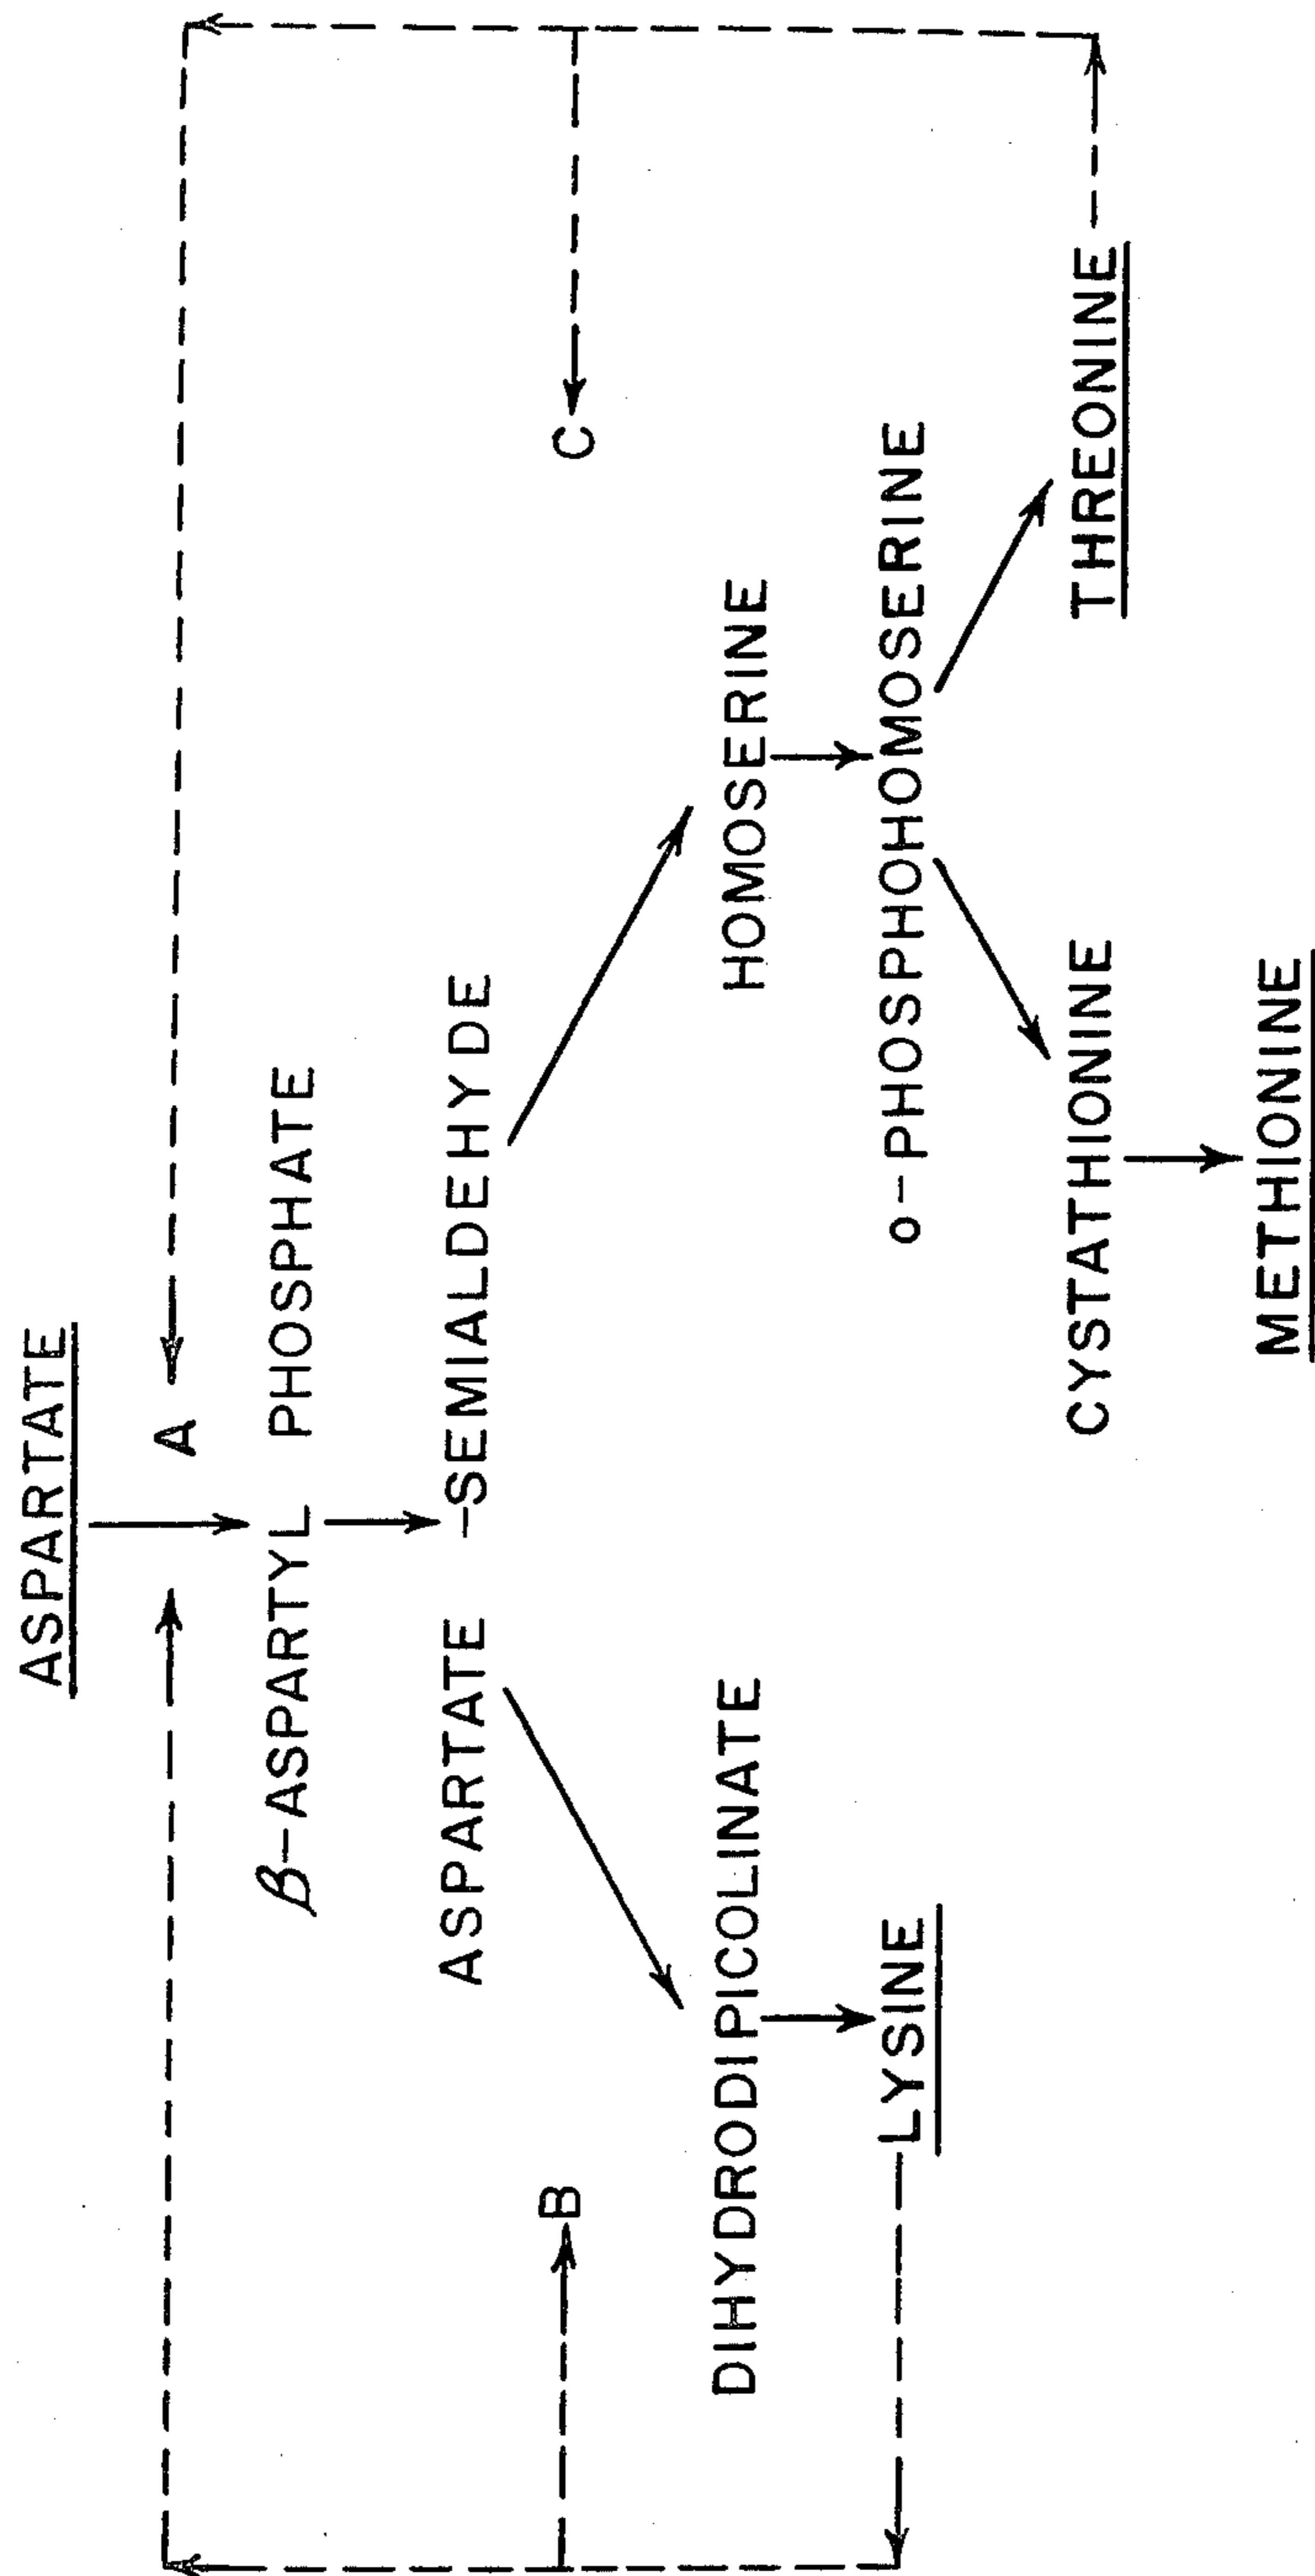 ASPARTATE
A
β-ASPARTYL PHOSPHATE
ASPARTATE -SEMIALDEHYDE
B
C
DIHYDRODIPICOLINATE
HOMOSERINE
LYSINE
o-PHOSPHOHOMOSERINE
CYSTATHIONINE
THREONINE
METHIONINE